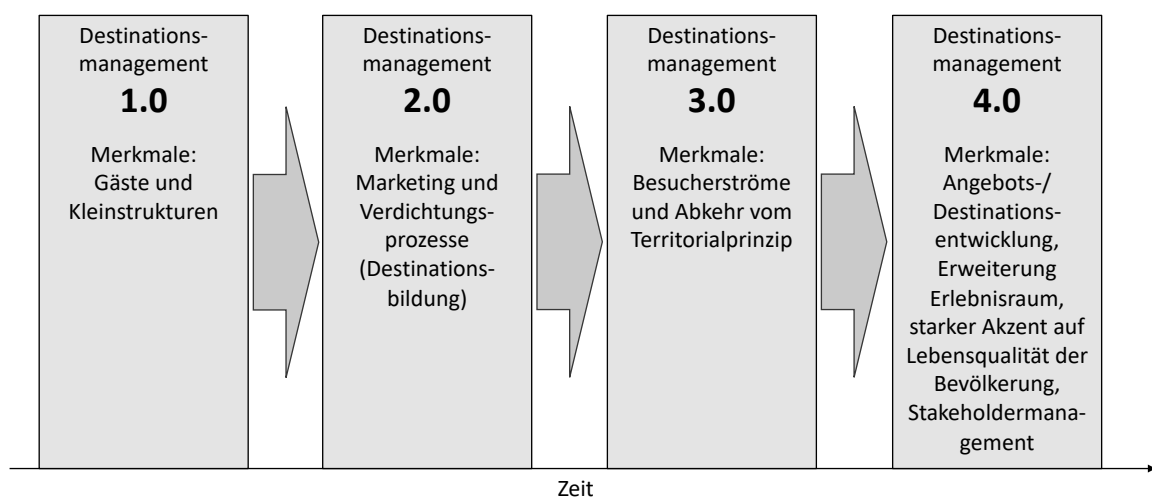 Destinations-
management
1.0
Merkmale:
Gäste und
Kleinstrukturen
Destinations-
management
2.0
Merkmale:
Marketing und
Verdichtungs-
prozesse
(Destinations-
bildung)
Destinations-
management
3.0
Merkmale:
Besucherströme
und Abkehr vom
Territorialprinzip
Destinations-
management
4.0
Merkmale:
Angebots-/
Destinations-
entwicklung,
Erweiterung
Erlebnisraum,
starker Akzent auf
Lebensqualität der
Bevölkerung,
Stakeholdermana-
gement
Zeit